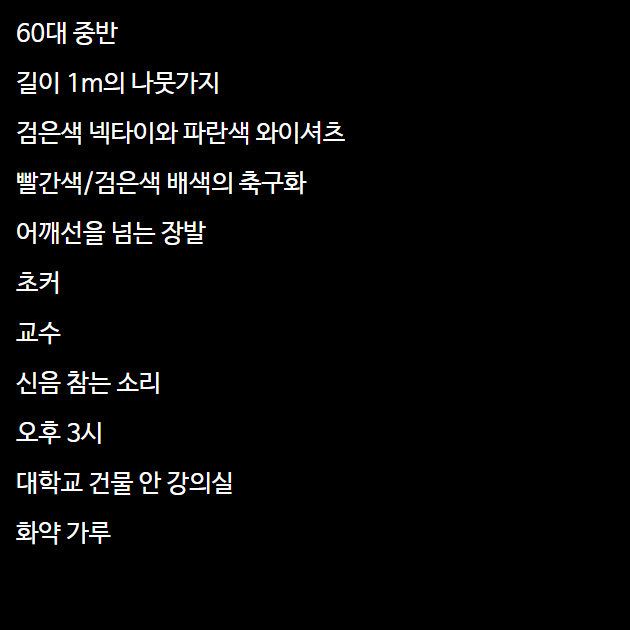 60대 중반
길이 1m의 나뭇가지
검은색 넥타이와 파란색 와이셔츠
빨간색/검은색 배색의 축구화
어깨선을 넘는 장발
초커
교수
신음 참는 소리
오후 3시
대학교 건물 안 강의실
화약 가루